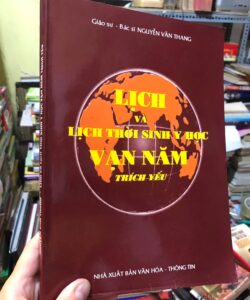 Giáo sư - Bác sĩ NGUYỄN VĂN THANG
LỊCH
VÀ
LỊCH THỜI SINH Y HỌC
VẠN NĂM
TRÍCH-YẾU
NHÀ XUẤT BẢN VĂN HÓA - THÔNG TIN